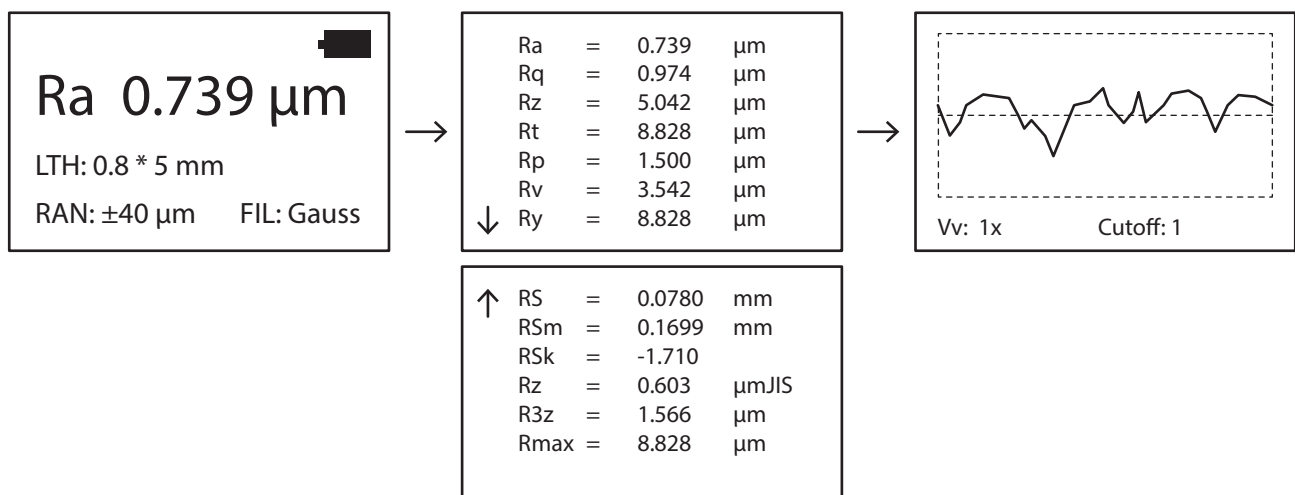 Ra 0.739 µm
LTH: 0.8 * 5 mm
RAN: ±40 µm FIL: Gauss
Ra = 0.739 µm
Rq = 0.974 µm
Rz = 5.042 µm
Rt = 8.828 µm
Rp = 1.500 µm
Rv = 3.542 µm
Ry = 8.828 µm
RS = 0.0780 mm
RSm = 0.1699 mm
RSk = -1.710
Rz = 0.603 µmJIS
R3z = 1.566 µm
Rmax = 8.828 µm
Vv: 1x Cutoff: 1